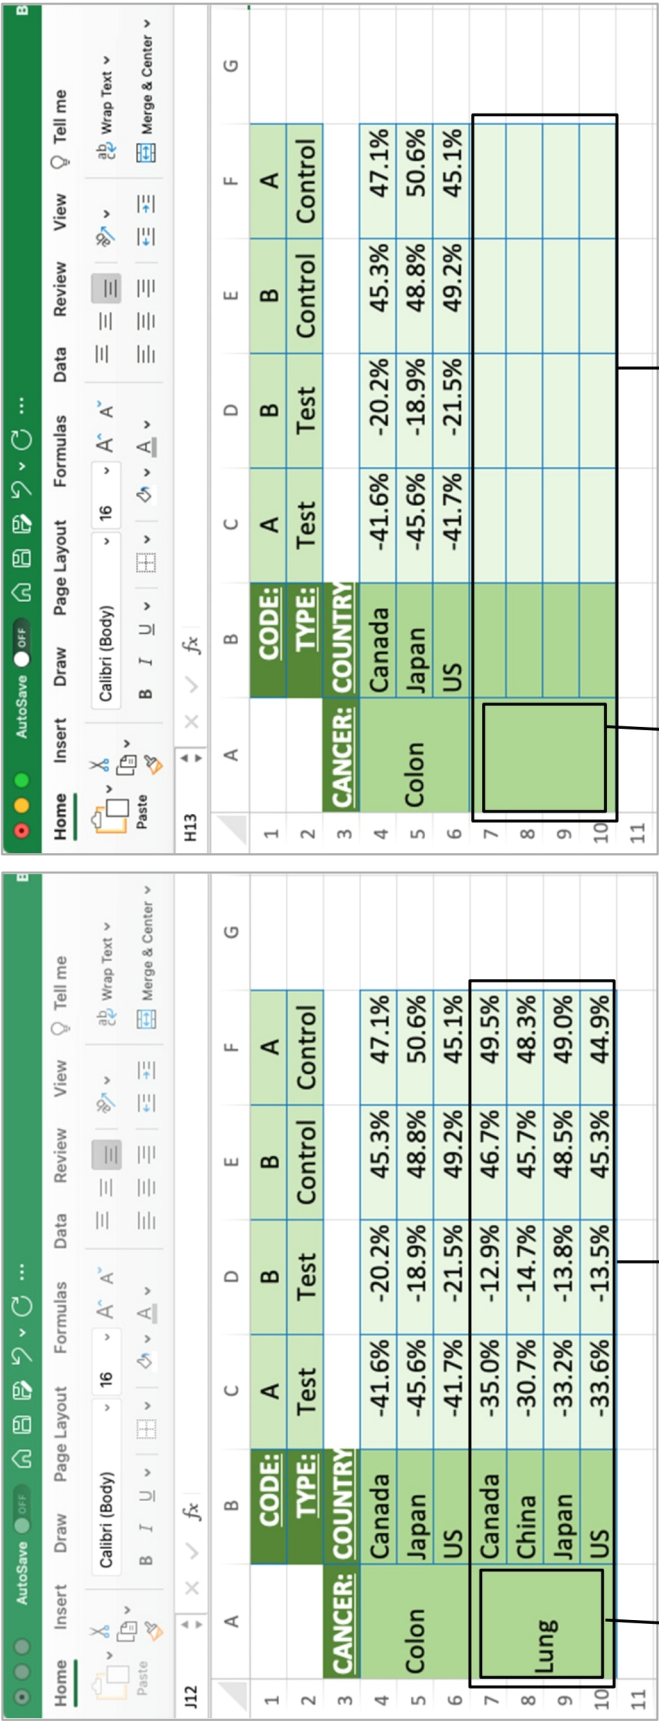 AutoSave OFF ... B
Home Insert Draw Page Layout Formulas Data Review View Tell me
Calibri (Body) 16 A A ab Wrap Text
Paste B I U A Merge & Center
J12 fx
A B C D E F G
1 CODE: A B B A
2 TYPE: Test Test Control Control
3 CANCER: COUNTRY
4 Canada -41.6% -20.2% 45.3% 47.1%
5 Colon Japan -45.6% -18.9% 48.8% 50.6%
6 US -41.7% -21.5% 49.2% 45.1%
7 Canada -35.0% -12.9% 46.7% 49.5%
8 China -30.7% -14.7% 45.7% 48.3%
9 Lung Japan -33.2% -13.8% 48.5% 49.0%
10 US -33.6% -13.5% 45.3% 44.9%
11
AutoSave OFF ... B
Home Insert Draw Page Layout Formulas Data Review View Tell me
Calibri (Body) 16 A A ab Wrap Text
Paste B I U A Merge & Center
H13 fx
A B C D E F G
1 CODE: A B B A
2 TYPE: Test Test Control Control
3 CANCER: COUNTRY
4 Canada -41.6% -20.2% 45.3% 47.1%
5 Colon Japan -45.6% -18.9% 48.8% 50.6%
6 US -41.7% -21.5% 49.2% 45.1%
7
8
9
10
11